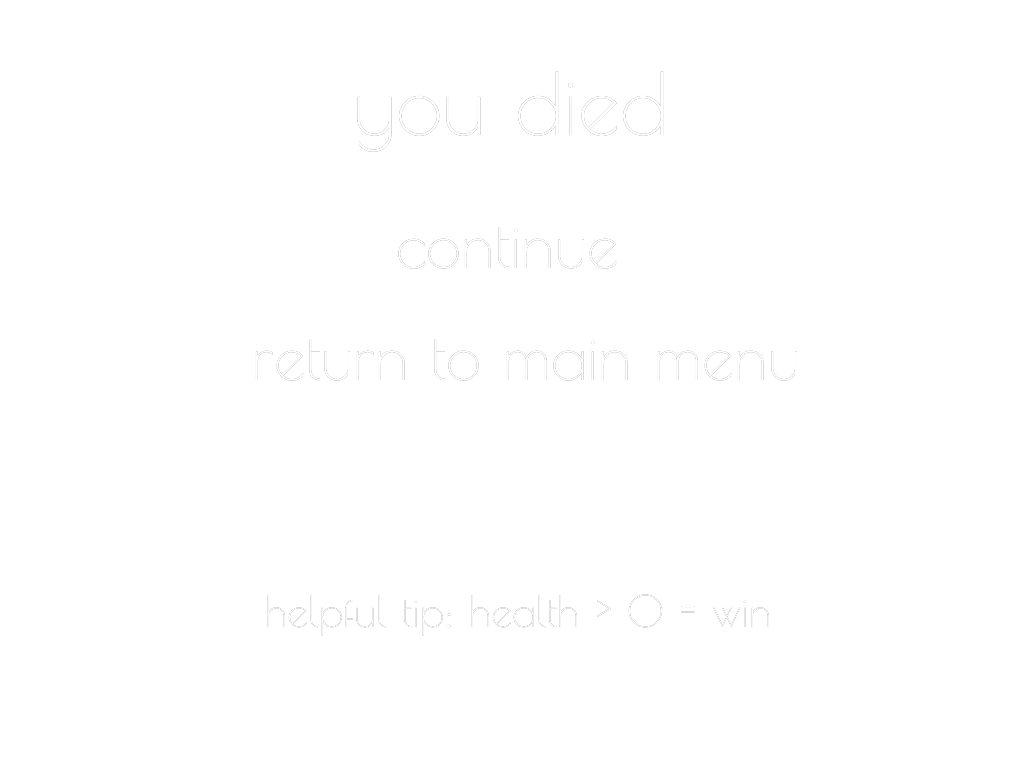 you died
continue
return to main menu
helpful tip: health > 0 = win